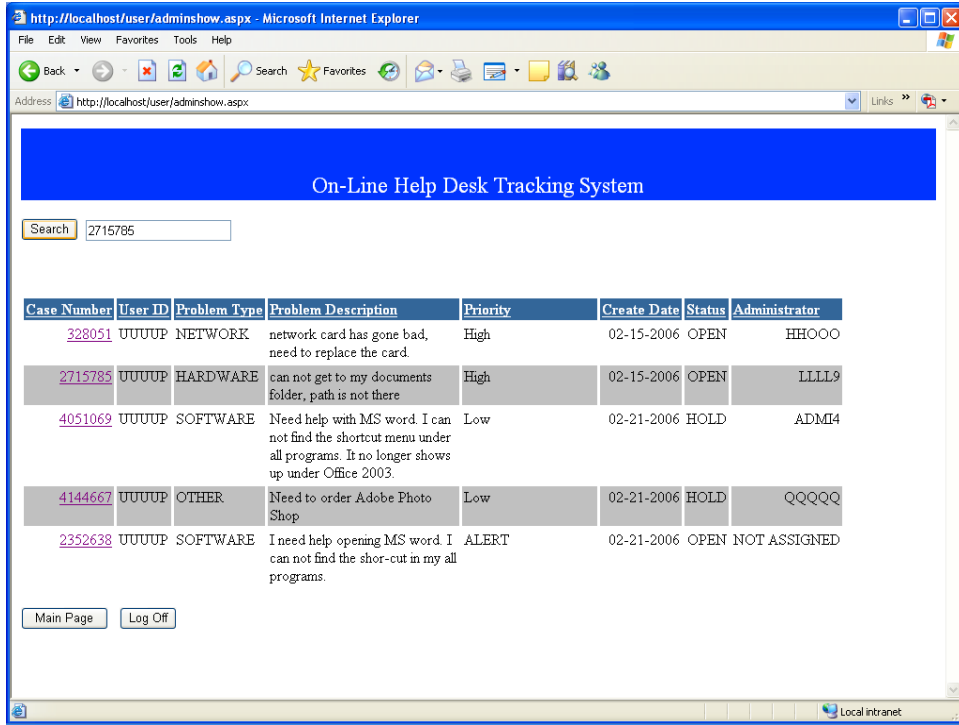 http://localhost/user/adminshow.aspx - Microsoft Internet Explorer
File Edit View Favorites Tools Help
Back Search Favorites
Address http://localhost/user/adminshow.aspx Links »
On-Line Help Desk Tracking System
Search 2715785
Case Number User ID Problem Type Problem Description Priority Create Date Status Administrator
328051 UUUUP NETWORK network card has gone bad, High 02-15-2006 OPEN HHOOO
need to replace the card.
2715785 UUUUP HARDWARE can not get to my documents High 02-15-2006 OPEN LLLL9
folder, path is not there
4051069 UUUUP SOFTWARE Need help with MS word. I can Low 02-21-2006 HOLD ADMI4
not find the shortcut menu under
all programs. It no longer shows
up under Office 2003.
4144667 UUUUP OTHER Need to order Adobe Photo Low 02-21-2006 HOLD QQQQQ
Shop
2352638 UUUUP SOFTWARE I need help opening MS word. I ALERT 02-21-2006 OPEN NOT ASSIGNED
can not find the shor-cut in my all
programs.
Main Page Log Off
Local intranet